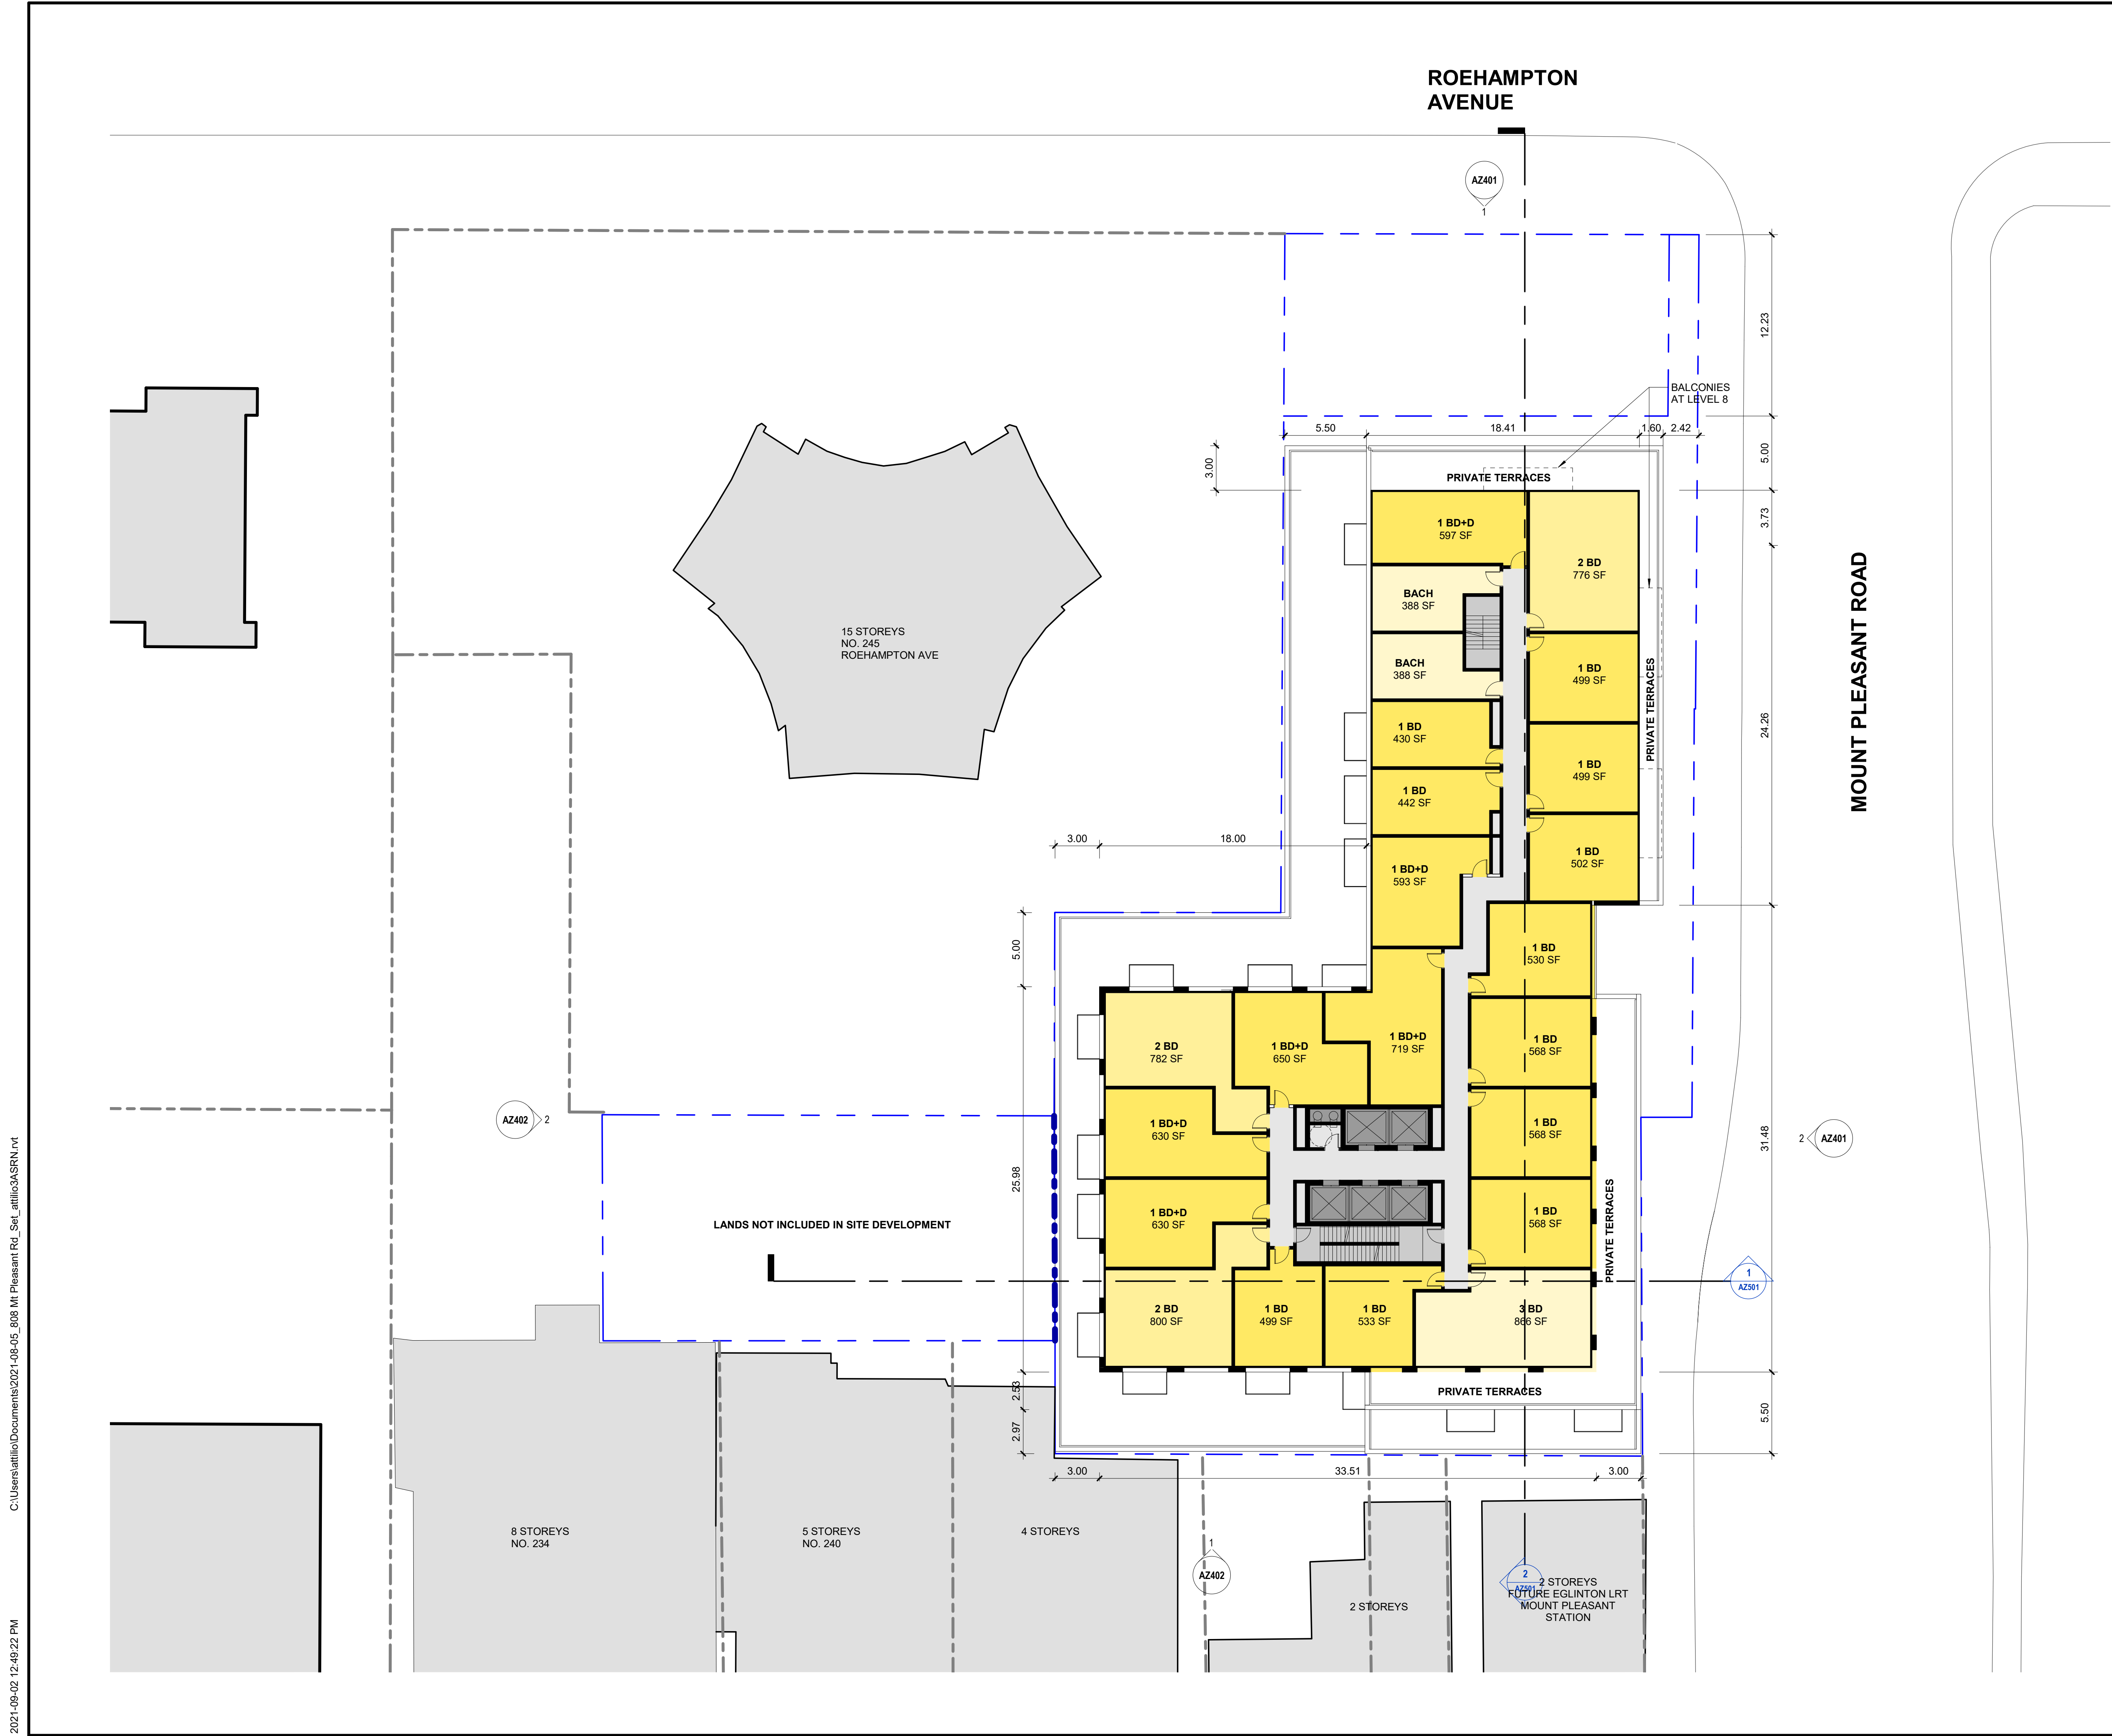 ROEHAMPTON
AVENUE
AZ401
1
12.23
BALCONIES
AT LEVEL 8
5.50
18.41
1.60
2.42
5.00
3.00
PRIVATE TERRACES
3.73
1 BD+D
597 SF
2 BD
776 SF
BACH
388 SF
15 STOREYS
NO. 245
ROEHAMPTON AVE
BACH
388 SF
1 BD
499 SF
PRIVATE TERRACES
MOUNT PLEASANT ROAD
24.26
1 BD
430 SF
1 BD
499 SF
1 BD
442 SF
3.00
18.00
1 BD
502 SF
1 BD+D
593 SF
5.00
1 BD
530 SF
2 BD
782 SF
1 BD+D
650 SF
1 BD+D
719 SF
1 BD
568 SF
AZ402
2
1 BD+D
630 SF
1 BD
568 SF
31.48
2
AZ401
25.98
1 BD+D
630 SF
1 BD
568 SF
LANDS NOT INCLUDED IN SITE DEVELOPMENT
PRIVATE TERRACES
1
AZ501
2 BD
800 SF
1 BD
499 SF
1 BD
533 SF
3 BD
866 SF
2.53
PRIVATE TERRACES
2.97
5.50
3.00
33.51
3.00
8 STOREYS
NO. 234
5 STOREYS
NO. 240
4 STOREYS
1
AZ402
2 STOREYS
2
AZ501
2 STOREYS
FUTURE EGLINTON LRT
MOUNT PLEASANT
STATION
C:\Users\attilio\Documents\2021-08-05_808 Mt Pleasant Rd_Set_attilio3ASRN.rvt
2021-09-02 12:49:22 PM